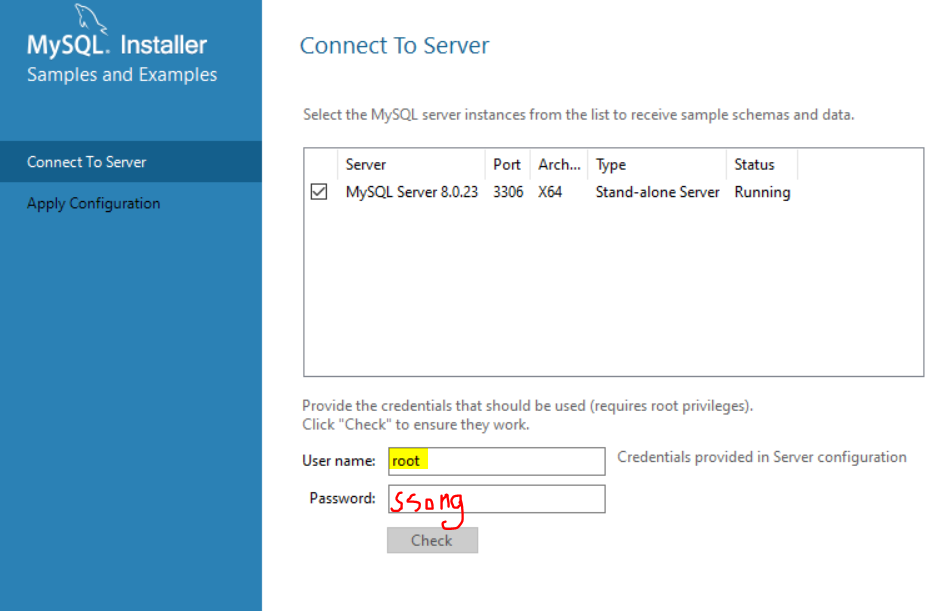 MySQL. Installer
Samples and Examples
Connect To Server
Apply Configuration
Connect To Server
Select the MySQL server instances from the list to receive sample schemas and data.
Server Port Arch... Type Status
MySQL Server 8.0.23 3306 X64 Stand-alone Server Running
Provide the credentials that should be used (requires root privileges).
Click "Check" to ensure they work.
User name: root Credentials provided in Server configuration
Password: ssong
Check